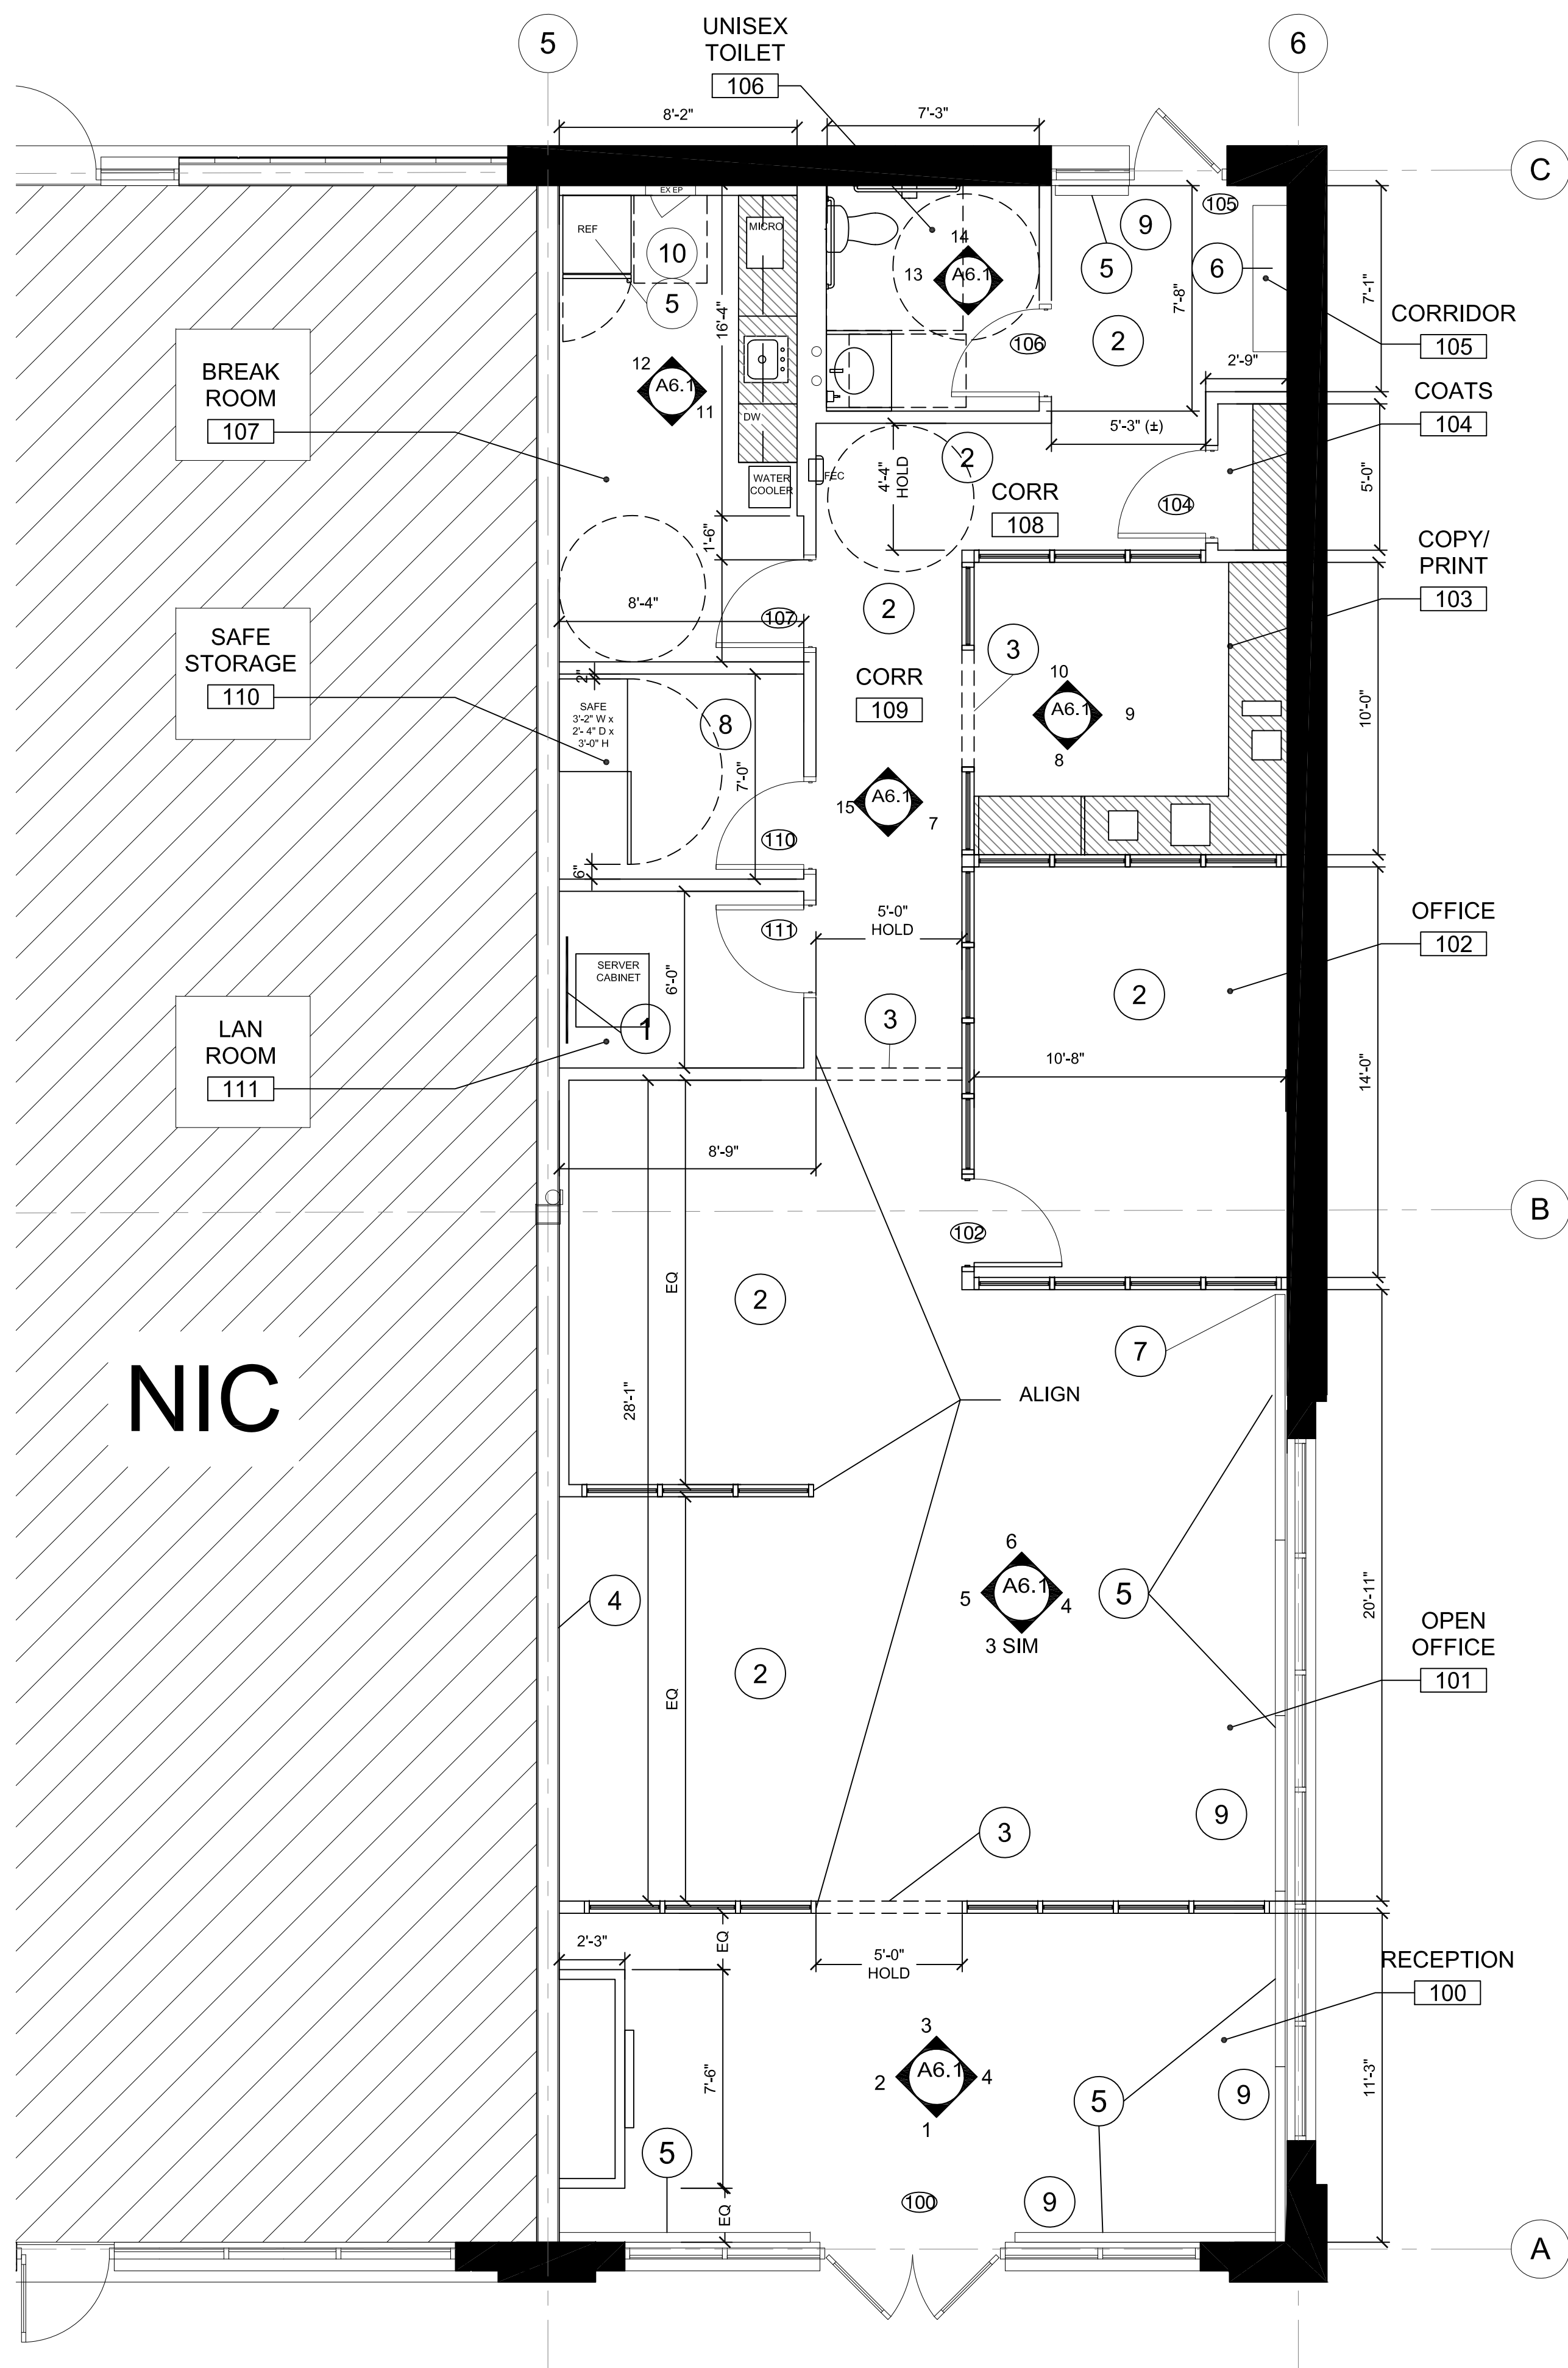 5
UNISEX
TOILET
106
6
8'-2"
7'-3"
C
EX EP
105
REF
MICRO
10
9
14
13
A6.1
5
6
7'-1"
5
16'-4"
7'-8"
CORRIDOR
105
106
2
BREAK
ROOM
107
12
A6.1
11
2'-9"
COATS
104
DW
5'-3" (±)
2
4'-4"
HOLD
FEC
WATER
COOLER
CORR
108
104
5'-0"
1'-6"
COPY/
PRINT
103
8'-4"
107
2
SAFE
STORAGE
110
3
2"
CORR
109
10
A6.1
9
8
SAFE
3'-2" W x
2'- 4" D x
3'-0" H
8
10'-0"
7'-0"
15
A6.1
7
110
6"
5'-0"
HOLD
OFFICE
102
111
SERVER
CABINET
6'-0"
2
LAN
ROOM
111
1
3
10'-8"
14'-0"
8'-9"
B
102
EQ
2
7
NIC
28'-1"
ALIGN
6
5
A6.1
4
3 SIM
4
5
20'-11"
OPEN
OFFICE
101
2
EQ
9
3
2'-3"
EQ
5'-0"
HOLD
RECEPTION
100
3
2
A6.1
4
1
7'-6"
5
9
11'-3"
5
EQ
100
9
A